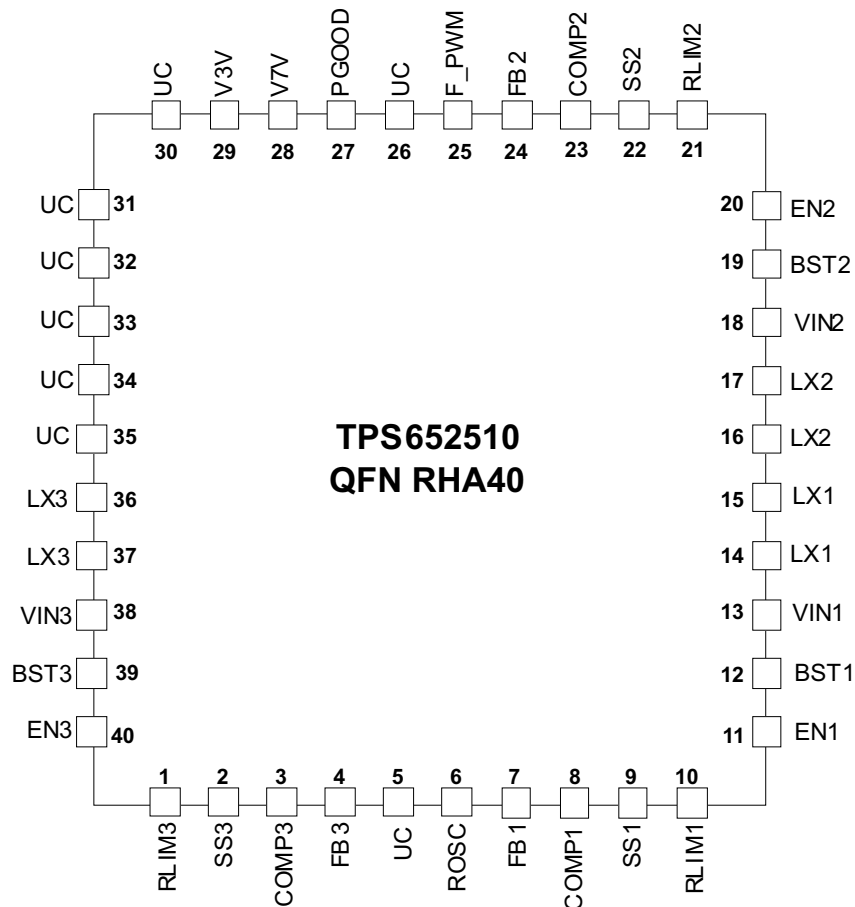 UC V3V V7V PGOOD UC F_PWM FB2 COMP2 SS2 RLIM2
30 29 28 27 26 25 24 23 22 21
UC 31
UC 32
UC 33
UC 34
UC 35
LX3 36
LX3 37
VIN3 38
BST3 39
EN3 40
TPS652510
QFN RHA40
20 EN2
19 BST2
18 VIN2
17 LX2
16 LX2
15 LX1
14 LX1
13 VIN1
12 BST1
11 EN1
1 2 3 4 5 6 7 8 9 10
RLIM3 SS3 COMP3 FB3 UC ROSC FB1 COMP1 SS1 RLIM1